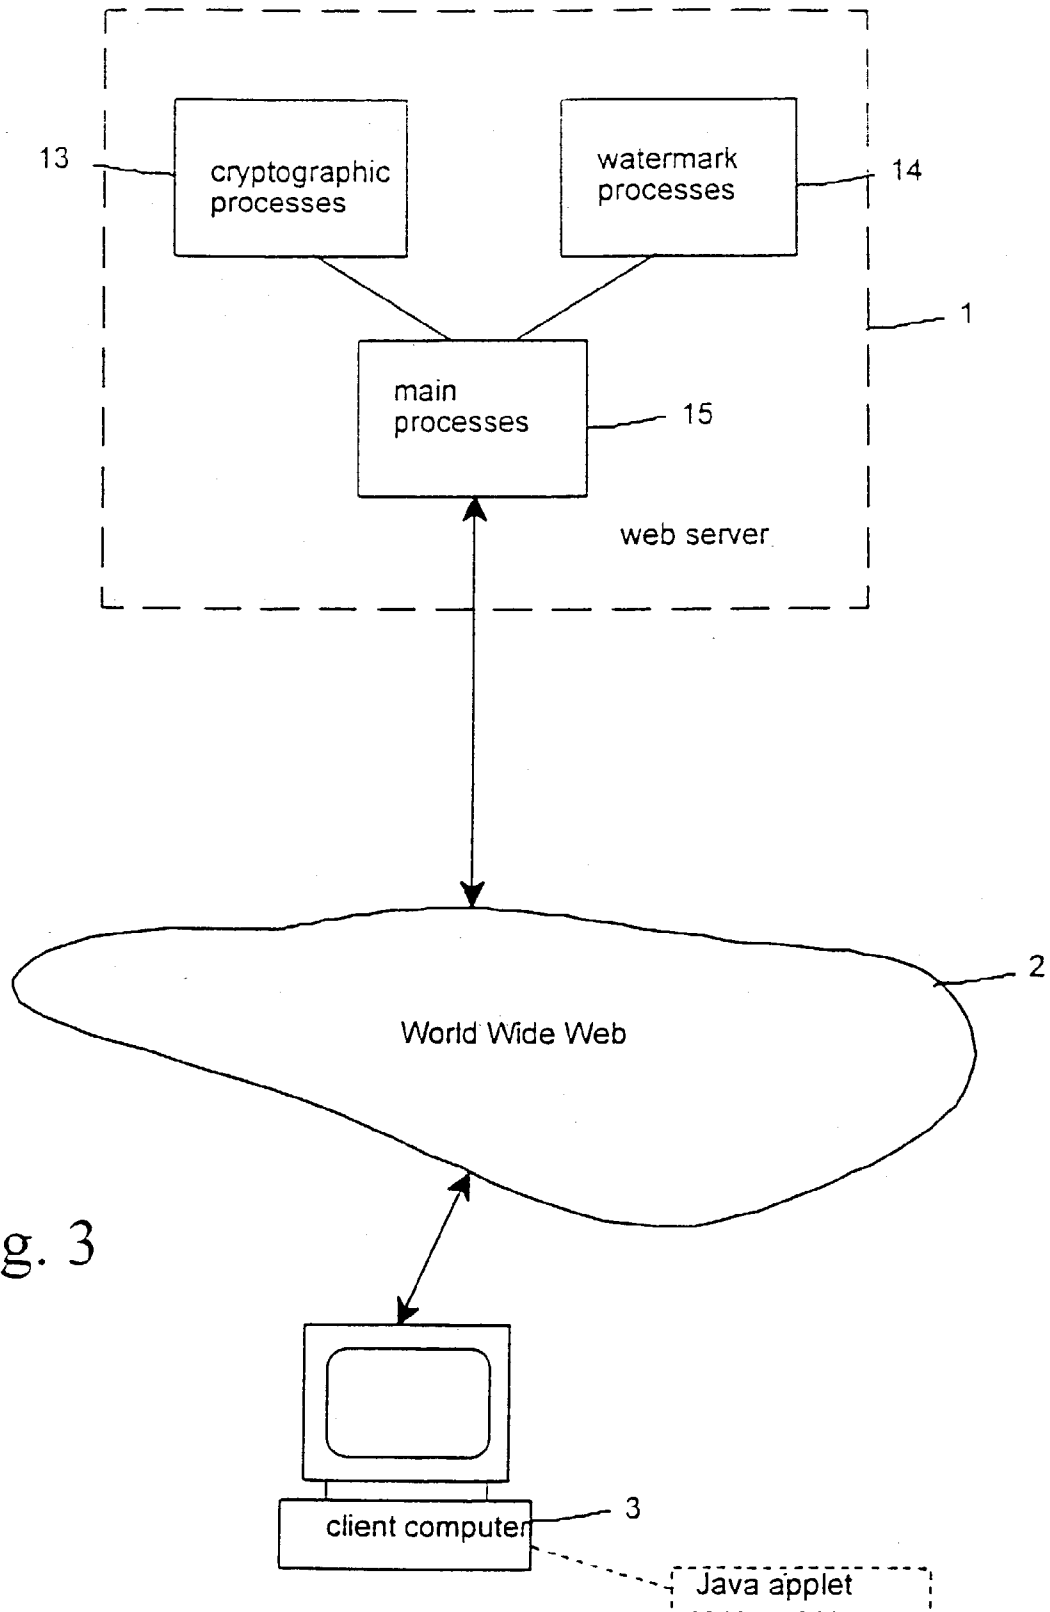 13
cryptographic
processes
watermark
processes
14
1
main
processes
15
web server
2
World Wide Web
g. 3
3
client computer
Java applet